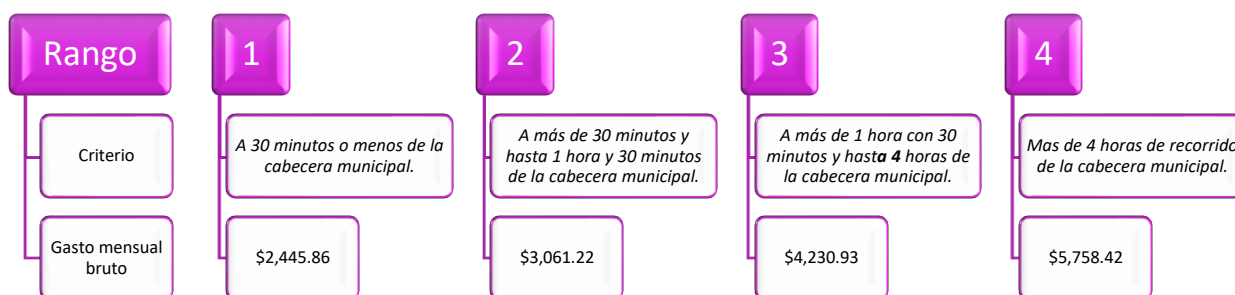 Rango
Criterio
Gasto mensual
bruto
1
A 30 minutos o menos de la
cabecera municipal.
$2,445.86
2
A más de 30 minutos y
hasta 1 hora y 30 minutos
de la cabecera municipal.
$3,061.22
3
A más de 1 hora con 30
minutos y hasta 4 horas de
la cabecera municipal.
$4,230.93
4
Mas de 4 horas de recorrido
de la cabecera municipal.
$5,758.42